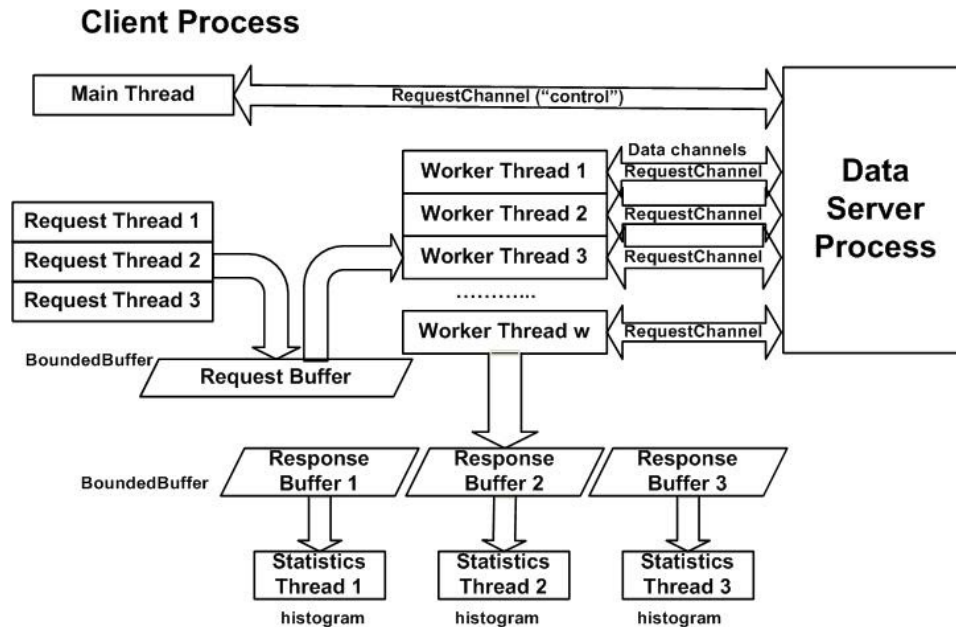 Client Process
Main Thread
RequestChannel (“control”)
Data channels
Worker Thread 1
RequestChannel
Worker Thread 2
RequestChannel
Worker Thread 3
RequestChannel
…………..
Worker Thread w
RequestChannel
Data
Server
Process
Request Thread 1
Request Thread 2
Request Thread 3
BoundedBuffer
Request Buffer
BoundedBuffer
Response
Buffer 1
Response
Buffer 2
Response
Buffer 3
Statistics
Thread 1
Statistics
Thread 2
Statistics
Thread 3
histogram
histogram
histogram